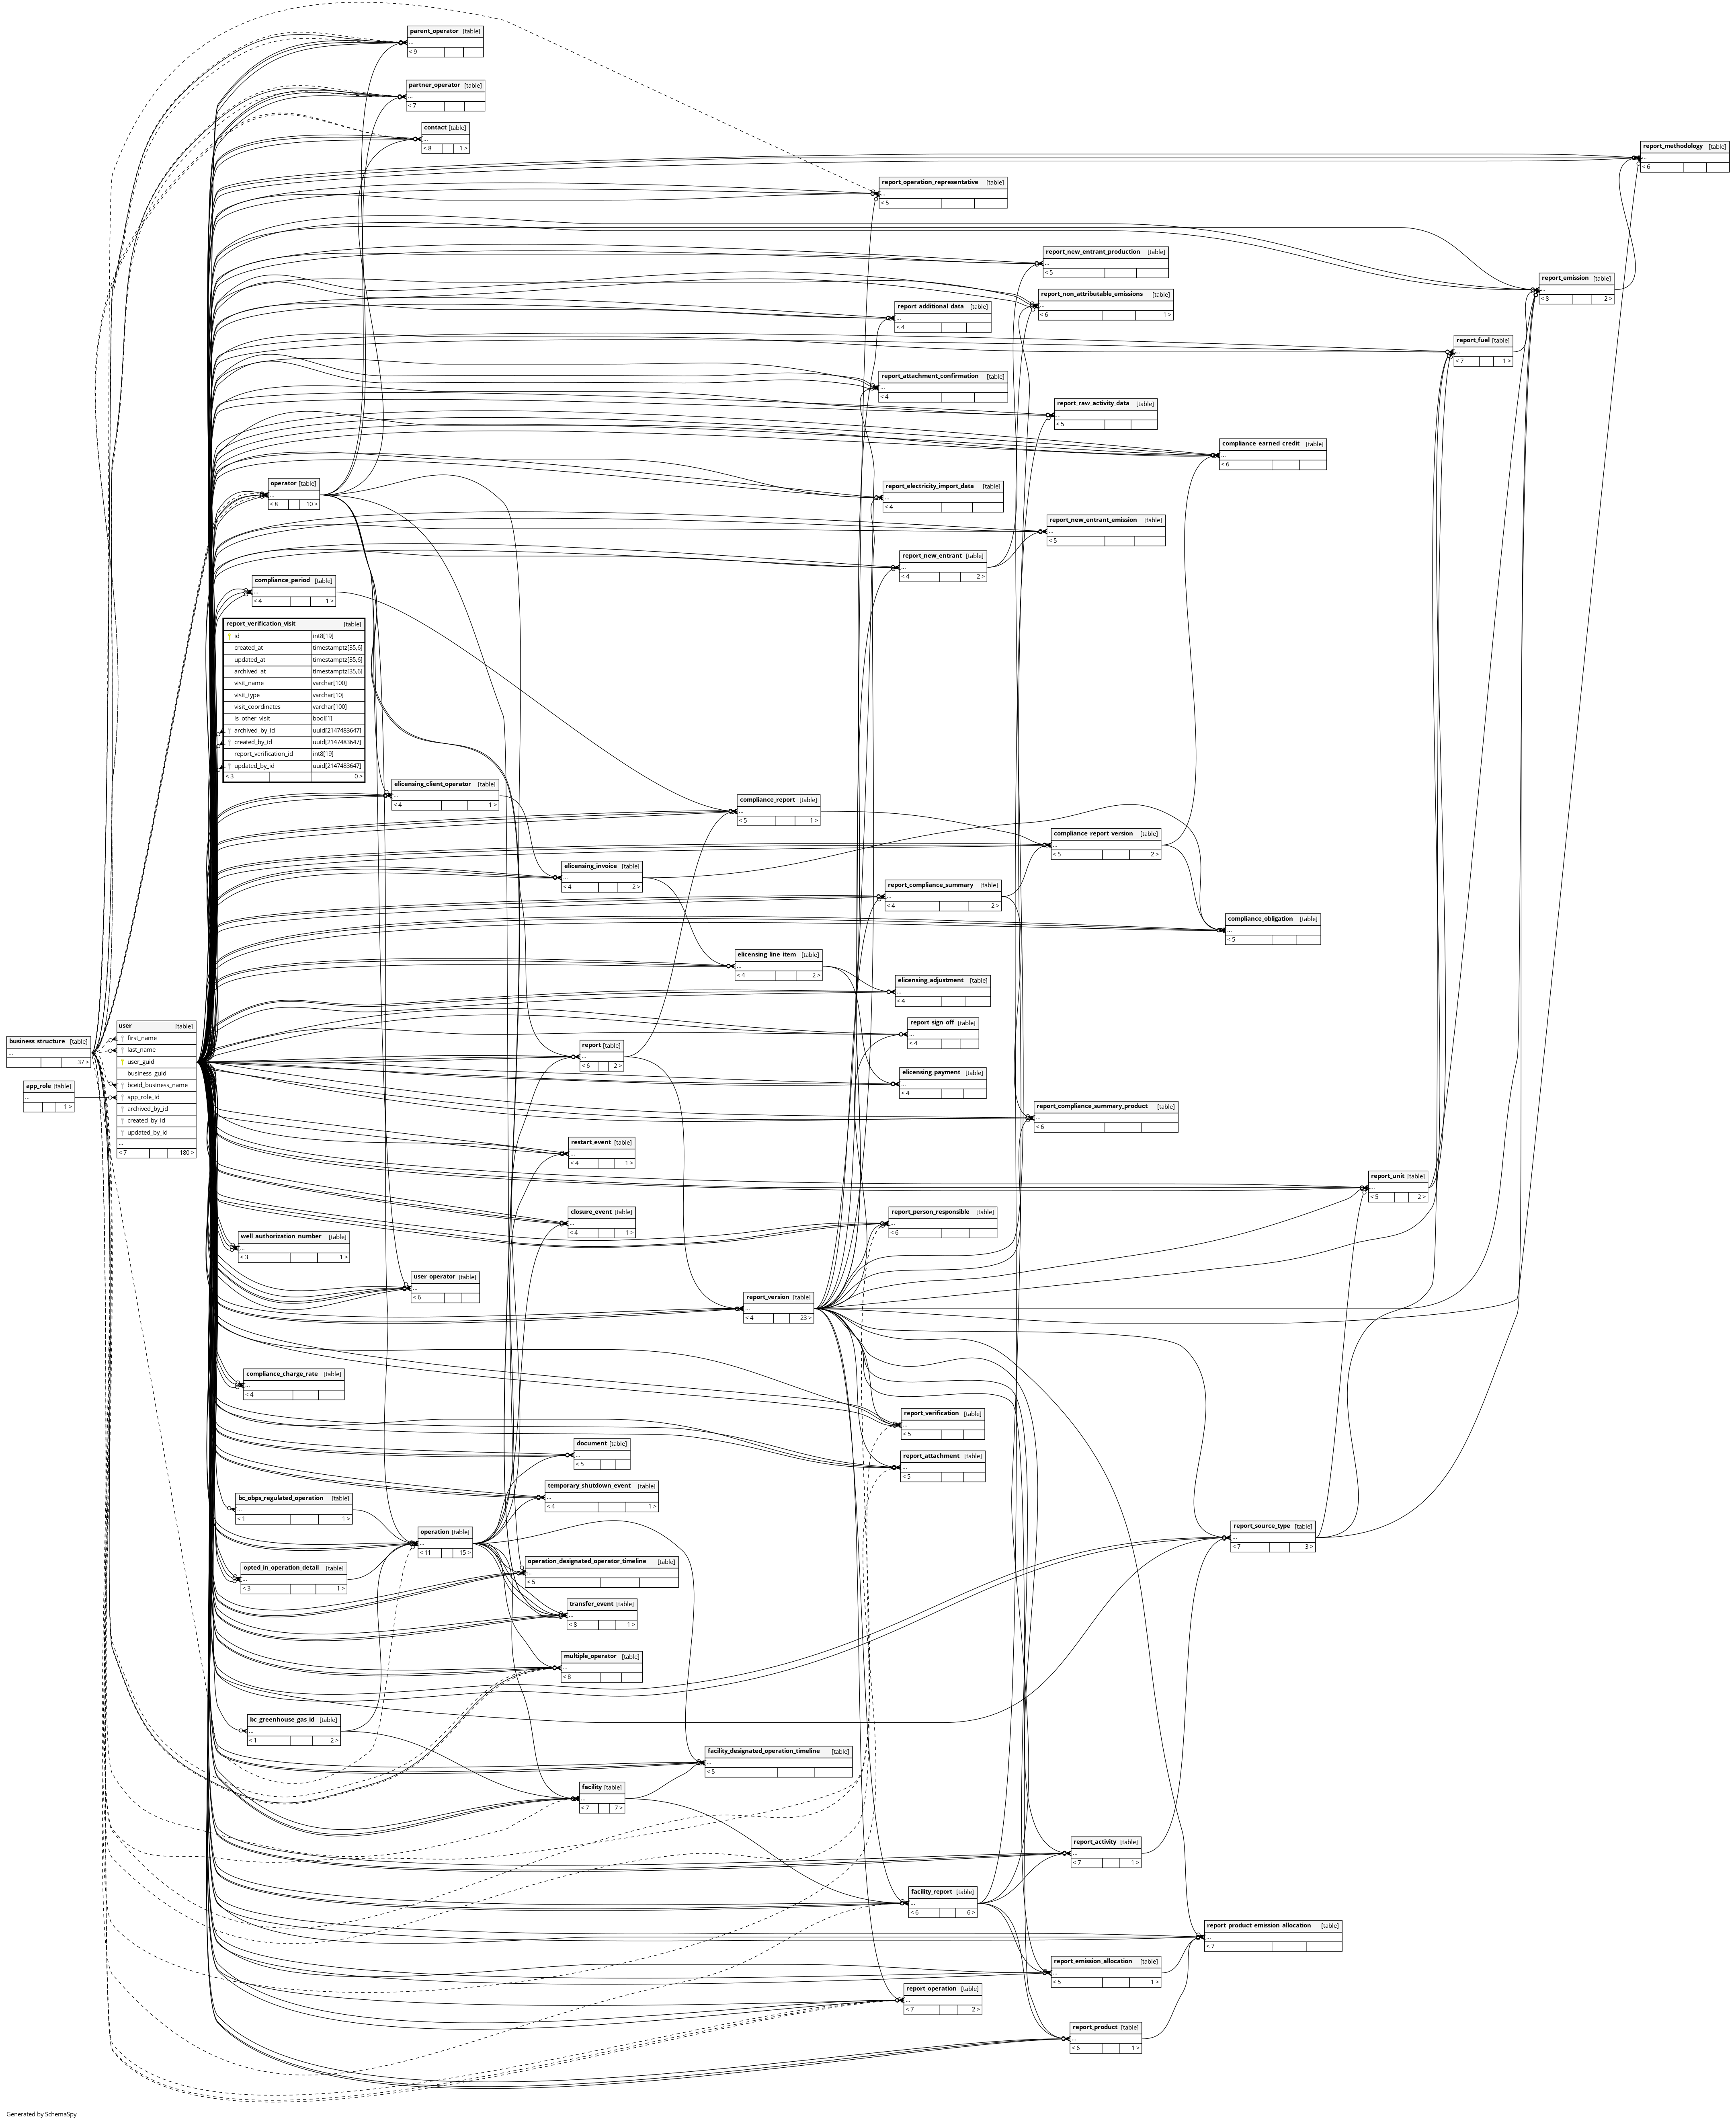 parent_operator [table]
...
< 9
partner_operator [table]
...
< 7
contact [table]
...
< 8 1 >
report_methodology [table]
...
< 6
report_operation_representative [table]
...
< 5
report_new_entrant_production [table]
...
< 5
report_emission [table]
...
< 8 2 >
report_non_attributable_emissions [table]
...
< 6 1 >
report_additional_data [table]
...
< 4
report_fuel [table]
...
< 7 1 >
report_attachment_confirmation [table]
...
< 4
report_raw_activity_data [table]
...
< 5
compliance_earned_credit [table]
...
< 6
operator [table]
...
< 8 10 >
report_electricity_import_data [table]
...
< 4
report_new_entrant_emission [table]
...
< 5
report_new_entrant [table]
...
< 4 2 >
compliance_period [table]
...
< 4 1 >
report_verification_visit [table]
id int8[19]
created_at timestamptz[35,6]
updated_at timestamptz[35,6]
archived_at timestamptz[35,6]
visit_name varchar[100]
visit_type varchar[10]
visit_coordinates varchar[100]
is_other_visit bool[1]
archived_by_id uuid[2147483647]
created_by_id uuid[2147483647]
report_verification_id int8[19]
updated_by_id uuid[2147483647]
< 3 0 >
elicensing_client_operator [table]
...
< 4 1 >
compliance_report [table]
...
< 5 1 >
compliance_report_version [table]
...
< 5 2 >
elicensing_invoice [table]
...
< 4 2 >
report_compliance_summary [table]
...
< 4 2 >
compliance_obligation [table]
...
< 5
elicensing_line_item [table]
...
< 4 2 >
elicensing_adjustment [table]
...
< 4
report_sign_off [table]
...
< 4
user [table]
first_name
last_name
user_guid
business_guid
bceid_business_name
app_role_id
archived_by_id
created_by_id
updated_by_id
...
< 7 180 >
business_structure [table]
...
37 >
report [table]
...
< 6 2 >
elicensing_payment [table]
...
< 4
app_role [table]
...
1 >
report_compliance_summary_product [table]
...
< 6
restart_event [table]
...
< 4 1 >
report_unit [table]
...
< 5 2 >
closure_event [table]
...
< 4 1 >
report_person_responsible [table]
...
< 6
well_authorization_number [table]
...
< 3 1 >
user_operator [table]
...
< 6
report_version [table]
...
< 4 23 >
compliance_charge_rate [table]
...
< 4
report_verification [table]
...
< 5
document [table]
...
< 5
report_attachment [table]
...
< 5
temporary_shutdown_event [table]
...
< 4 1 >
bc_obps_regulated_operation [table]
...
< 1 1 >
report_source_type [table]
...
< 7 3 >
operation [table]
...
< 11 15 >
operation_designated_operator_timeline [table]
...
< 5
opted_in_operation_detail [table]
...
< 3 1 >
transfer_event [table]
...
< 8 1 >
multiple_operator [table]
...
< 8
bc_greenhouse_gas_id [table]
...
< 1 2 >
facility_designated_operation_timeline [table]
...
< 5
facility [table]
...
< 7 7 >
report_activity [table]
...
< 7 1 >
facility_report [table]
...
< 6 6 >
report_product_emission_allocation [table]
...
< 7
report_emission_allocation [table]
...
< 5 1 >
report_operation [table]
...
< 7 2 >
report_product [table]
...
< 6 1 >
Generated by SchemaSpy